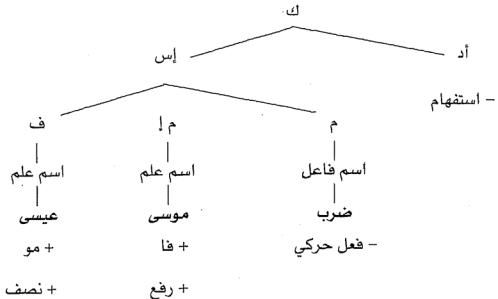 ك
أد إس
– استفهام
م م إ ف
اسم فاعل اسم علم اسم علم
ضرب موسى عيسى
– فعل حركي + فا + مو
+ رفع + نصف